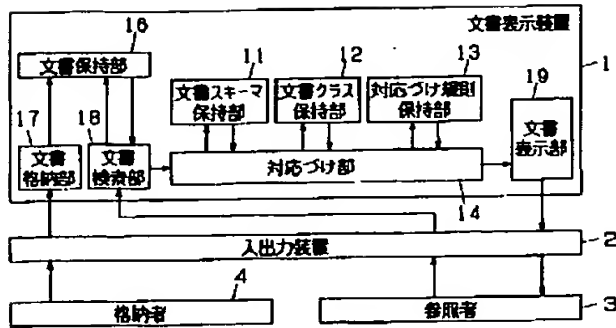 文書表示装置
16
文書保持部
11
12
13
文書スキーマ
保持部
文書クラス
保持部
対応づけ規則
保持部
19
1
17
18
文書
格納部
文書
検索部
対応づけ部
文書
表示部
14
入出力装置
2
4
格納者
参照者
3